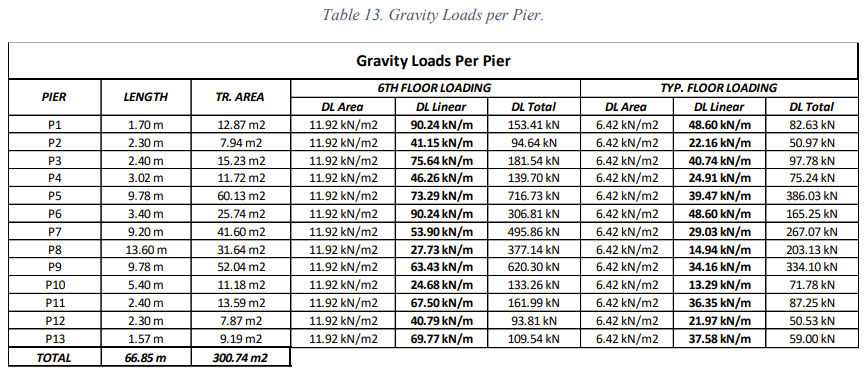 Table 13. Gravity Loads per Pier.
Gravity Loads Per Pier
PIER LENGTH TR. AREA 6TH FLOOR LOADING TYP. FLOOR LOADING
DL Area DL Linear DL Total DL Area DL Linear DL Total
P1 1.70 m 12.87 m2 11.92 kN/m2 90.24 kN/m 153.41 kN 6.42 kN/m2 48.60 kN/m 82.63 kN
P2 2.30 m 7.94 m2 11.92 kN/m2 41.15 kN/m 94.64 kN 6.42 kN/m2 22.16 kN/m 50.97 kN
P3 2.40 m 15.23 m2 11.92 kN/m2 75.64 kN/m 181.54 kN 6.42 kN/m2 40.74 kN/m 97.78 kN
P4 3.02 m 11.72 m2 11.92 kN/m2 46.26 kN/m 139.70 kN 6.42 kN/m2 24.91 kN/m 75.24 kN
P5 9.78 m 60.13 m2 11.92 kN/m2 73.29 kN/m 716.73 kN 6.42 kN/m2 39.47 kN/m 386.03 kN
P6 3.40 m 25.74 m2 11.92 kN/m2 90.24 kN/m 306.81 kN 6.42 kN/m2 48.60 kN/m 165.25 kN
P7 9.20 m 41.60 m2 11.92 kN/m2 53.90 kN/m 495.86 kN 6.42 kN/m2 29.03 kN/m 267.07 kN
P8 13.60 m 31.64 m2 11.92 kN/m2 27.73 kN/m 377.14 kN 6.42 kN/m2 14.94 kN/m 203.13 kN
P9 9.78 m 52.04 m2 11.92 kN/m2 63.43 kN/m 620.30 kN 6.42 kN/m2 34.16 kN/m 334.10 kN
P10 5.40 m 11.18 m2 11.92 kN/m2 24.68 kN/m 133.26 kN 6.42 kN/m2 13.29 kN/m 71.78 kN
P11 2.40 m 13.59 m2 11.92 kN/m2 67.50 kN/m 161.99 kN 6.42 kN/m2 36.35 kN/m 87.25 kN
P12 2.30 m 7.87 m2 11.92 kN/m2 40.79 kN/m 93.81 kN 6.42 kN/m2 21.97 kN/m 50.53 kN
P13 1.57 m 9.19 m2 11.92 kN/m2 69.77 kN/m 109.54 kN 6.42 kN/m2 37.58 kN/m 59.00 kN
TOTAL 66.85 m 300.74 m2